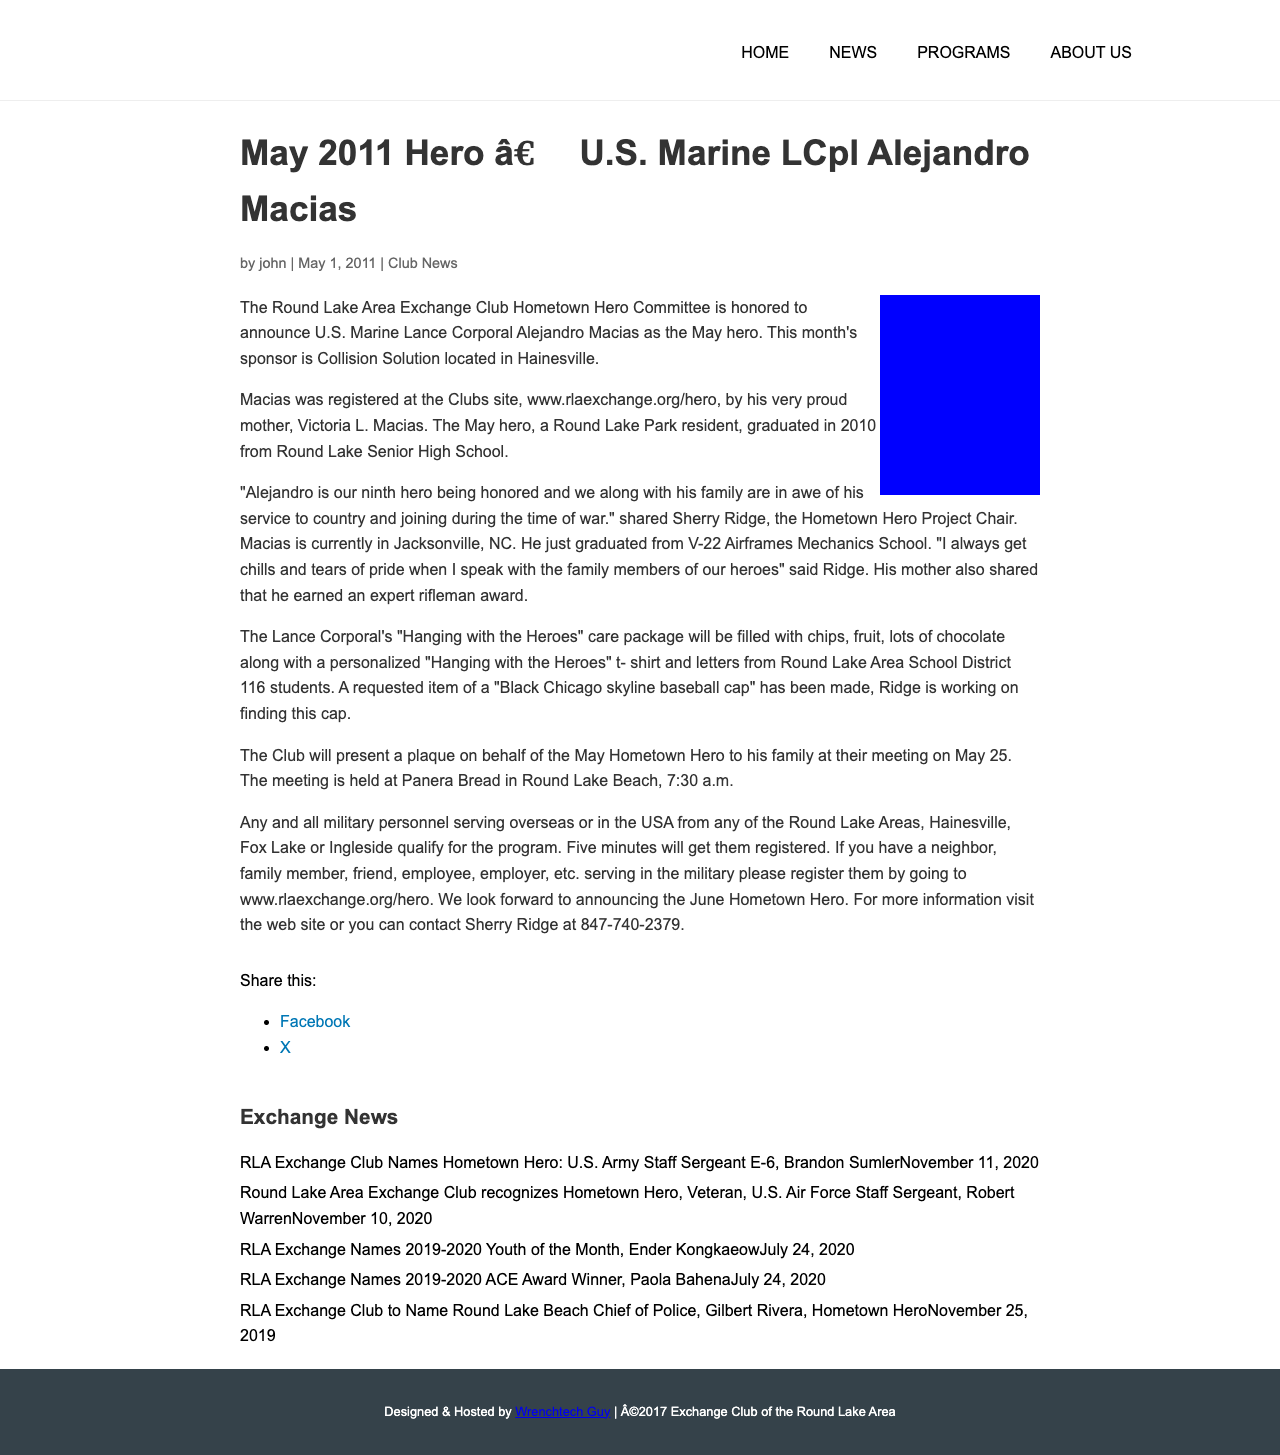 HOME NEWS PROGRAMS ABOUT US
May 2011 Hero â€ U.S. Marine LCpl Alejandro
Macias
by john | May 1, 2011 | Club News
The Round Lake Area Exchange Club Hometown Hero Committee is honored to
announce U.S. Marine Lance Corporal Alejandro Macias as the May hero. This month's
sponsor is Collision Solution located in Hainesville.
Macias was registered at the Clubs site, www.rlaexchange.org/hero, by his very proud
mother, Victoria L. Macias. The May hero, a Round Lake Park resident, graduated in 2010
from Round Lake Senior High School.
"Alejandro is our ninth hero being honored and we along with his family are in awe of his
service to country and joining during the time of war." shared Sherry Ridge, the Hometown Hero Project Chair.
Macias is currently in Jacksonville, NC. He just graduated from V-22 Airframes Mechanics School. "I always get
chills and tears of pride when I speak with the family members of our heroes" said Ridge. His mother also shared
that he earned an expert rifleman award.
The Lance Corporal's "Hanging with the Heroes" care package will be filled with chips, fruit, lots of chocolate
along with a personalized "Hanging with the Heroes" t- shirt and letters from Round Lake Area School District
116 students. A requested item of a "Black Chicago skyline baseball cap" has been made, Ridge is working on
finding this cap.
The Club will present a plaque on behalf of the May Hometown Hero to his family at their meeting on May 25.
The meeting is held at Panera Bread in Round Lake Beach, 7:30 a.m.
Any and all military personnel serving overseas or in the USA from any of the Round Lake Areas, Hainesville,
Fox Lake or Ingleside qualify for the program. Five minutes will get them registered. If you have a neighbor,
family member, friend, employee, employer, etc. serving in the military please register them by going to
www.rlaexchange.org/hero. We look forward to announcing the June Hometown Hero. For more information visit
the web site or you can contact Sherry Ridge at 847-740-2379.
Share this:
• Facebook
• X
Exchange News
RLA Exchange Club Names Hometown Hero: U.S. Army Staff Sergeant E-6, Brandon SumlerNovember 11, 2020
Round Lake Area Exchange Club recognizes Hometown Hero, Veteran, U.S. Air Force Staff Sergeant, Robert
WarrenNovember 10, 2020
RLA Exchange Names 2019-2020 Youth of the Month, Ender KongkaeowJuly 24, 2020
RLA Exchange Names 2019-2020 ACE Award Winner, Paola BahenaJuly 24, 2020
RLA Exchange Club to Name Round Lake Beach Chief of Police, Gilbert Rivera, Hometown HeroNovember 25,
2019
Designed & Hosted by Wrenchtech Guy | Â©2017 Exchange Club of the Round Lake Area